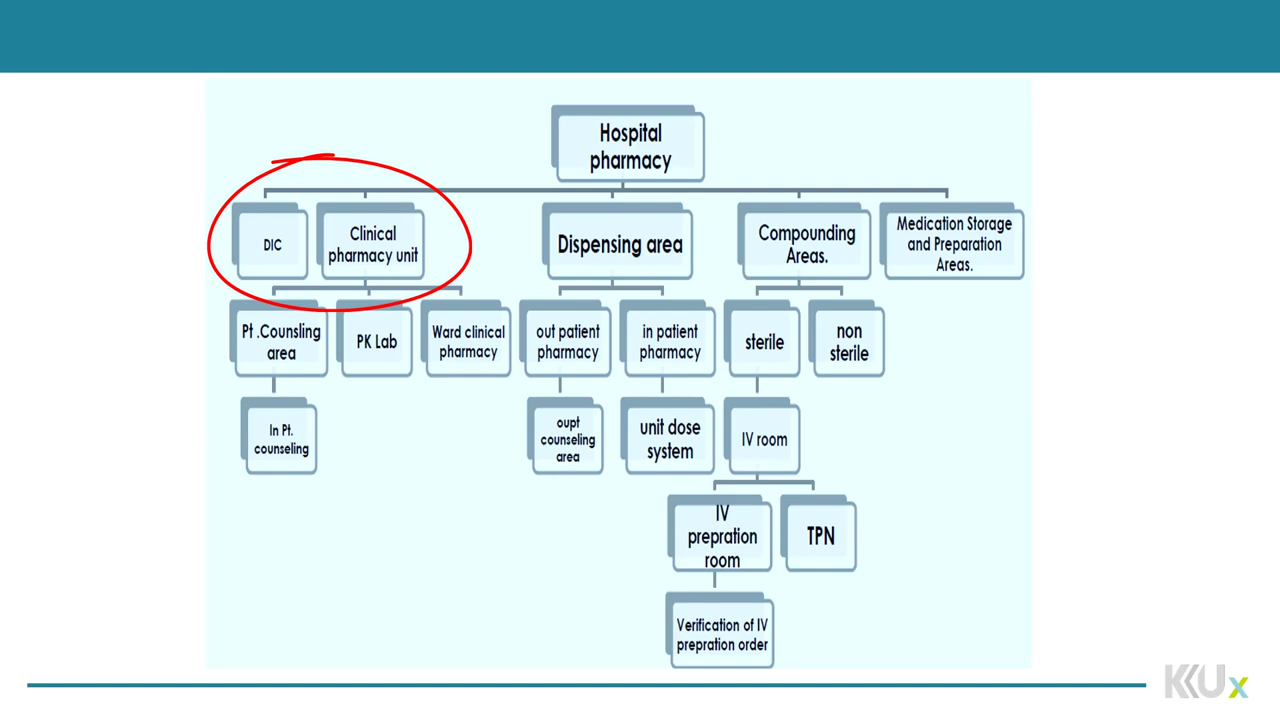 Hospital
pharmacy
DIC
Clinical
pharmacy unit
Dispensing area
Compounding
Areas.
Medication Storage
and Preparation
Areas.
Pt .Counsling
area
PK Lab
Ward clinical
pharmacy
out patient
pharmacy
in patient
pharmacy
sterile
non
sterile
In Pt.
counseling
oupt
counseling
area
unit dose
system
IV room
IV
prepration
room
TPN
Verification of IV
prepration order
KKUx